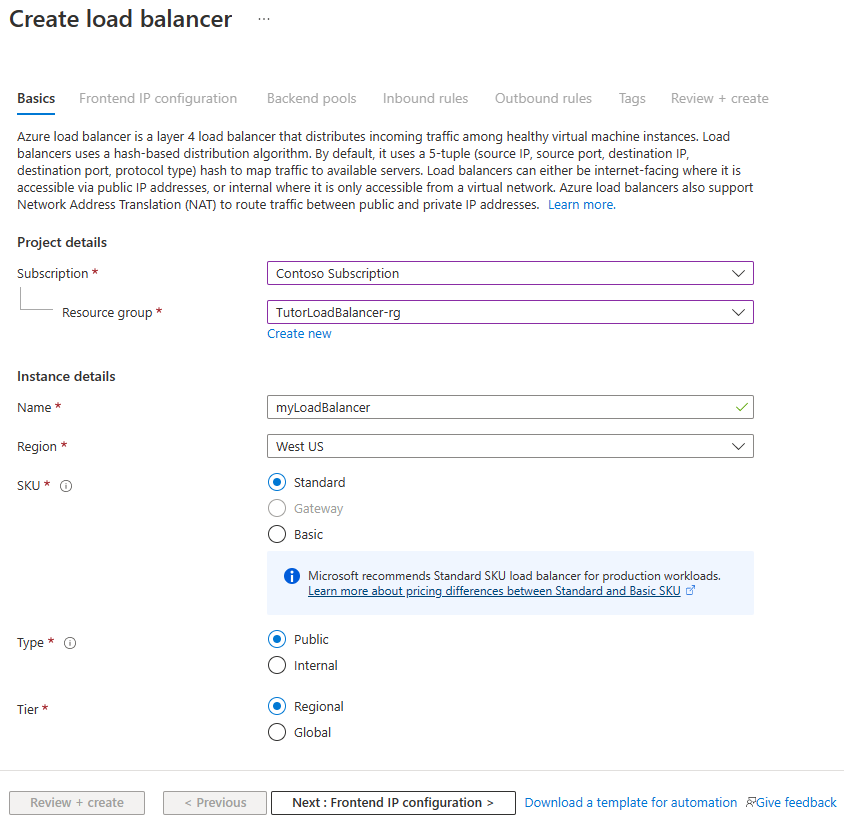 Create load balancer ...
Basics Frontend IP configuration Backend pools Inbound rules Outbound rules Tags Review + create
Azure load balancer is a layer 4 load balancer that distributes incoming traffic among healthy virtual machine instances. Load
balancers uses a hash-based distribution algorithm. By default, it uses a 5-tuple (source IP, source port, destination IP,
destination port, protocol type) hash to map traffic to available servers. Load balancers can either be internet-facing where it is
accessible via public IP addresses, or internal where it is only accessible from a virtual network. Azure load balancers also support
Network Address Translation (NAT) to route traffic between public and private IP addresses. Learn more.
Project details
Subscription * Contoso Subscription
Resource group * TutorLoadBalancer-rg
Create new
Instance details
Name * myLoadBalancer
Region * West US
SKU * Standard
Gateway
Basic
Microsoft recommends Standard SKU load balancer for production workloads.
Learn more about pricing differences between Standard and Basic SKU
Type * Public
Internal
Tier * Regional
Global
Review + create < Previous Next : Frontend IP configuration > Download a template for automation Give feedback